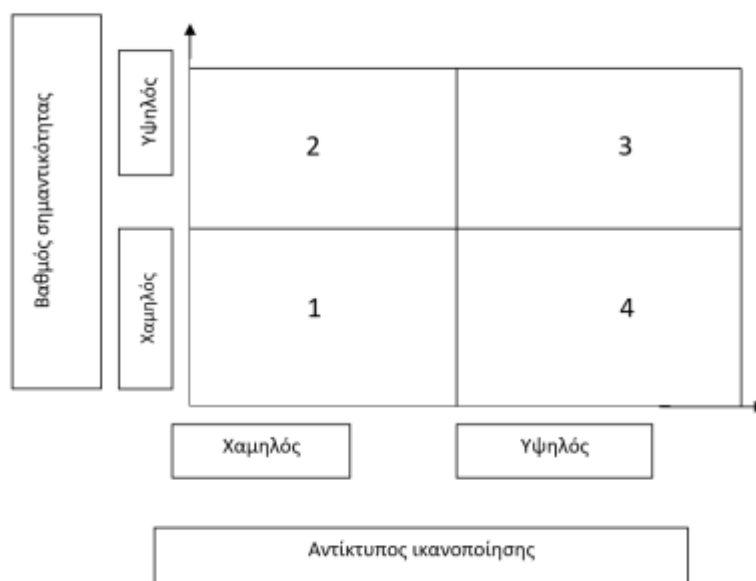 Βαθμός σημαντικότητας
Υψηλός
Χαμηλός
2
3
1
4
Χαμηλός
Υψηλός
Αντίκτυπος ικανοποίησης